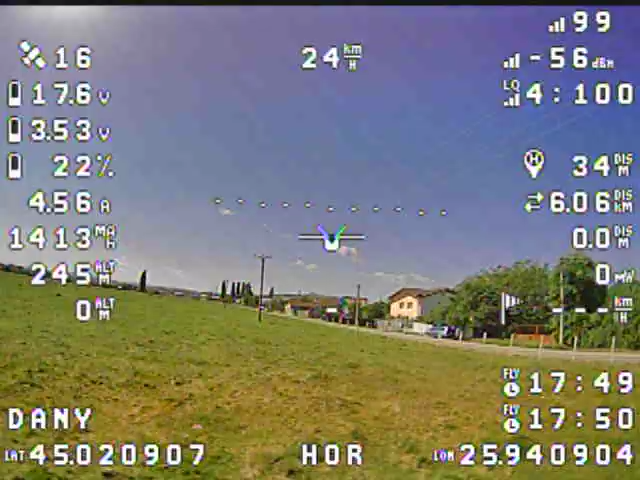 99
16
24 KM/H
-56 dBm
17.6 V
LQ 4:100
3.53 V
22%
H 34 DIS M
4.56 A
6.06 DIS KM
1413 MAH
0.0 DIS M
245 ALT M
0 mW
0 ALT M
--- KM/H
FLY 17:49
DANY
FLY 17:50
LAT 45.020907
HOR
LON 25.940904